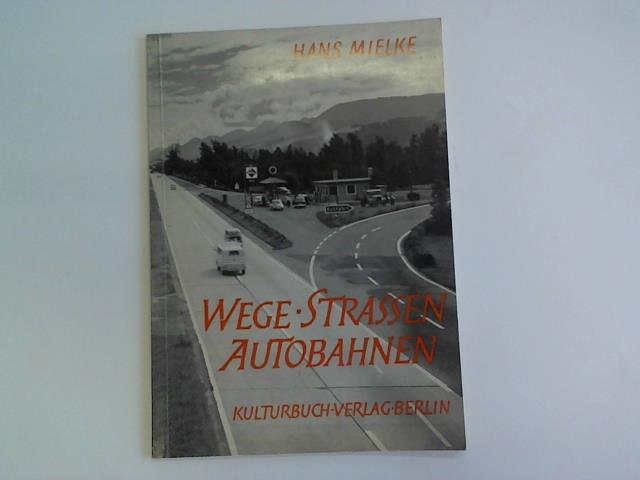 HANS MIELKE
WEGE·STRASSEN
AUTOBAHNEN
KULTURBUCH-VERLAG·BERLIN